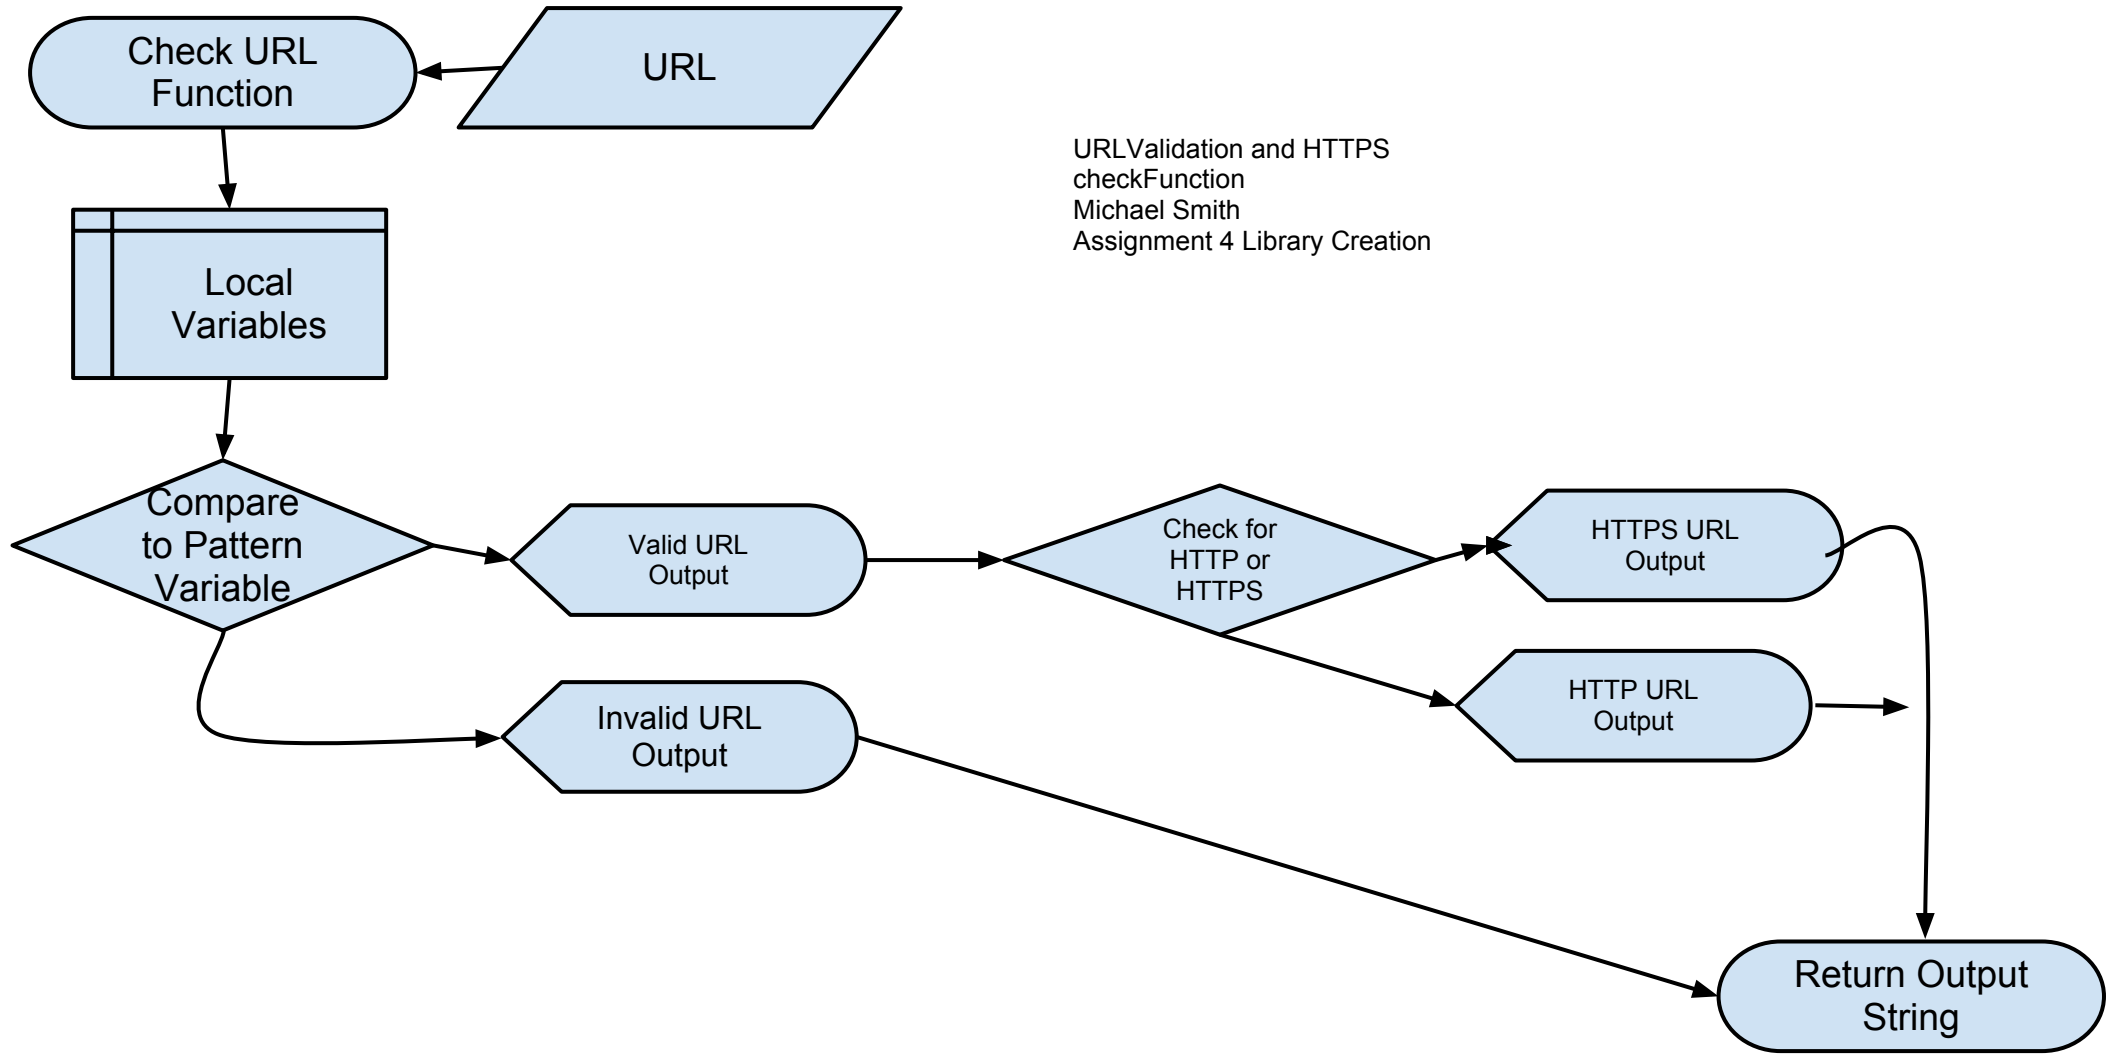 Check URL
Function
URL
URLValidation and HTTPS
checkFunction
Michael Smith
Assignment 4 Library Creation
Local
Variables
Compare
to Pattern
Variable
Valid URL
Output
Check for
HTTP or
HTTPS
HTTPS URL
Output
HTTP URL
Output
Invalid URL
Output
Return Output
String